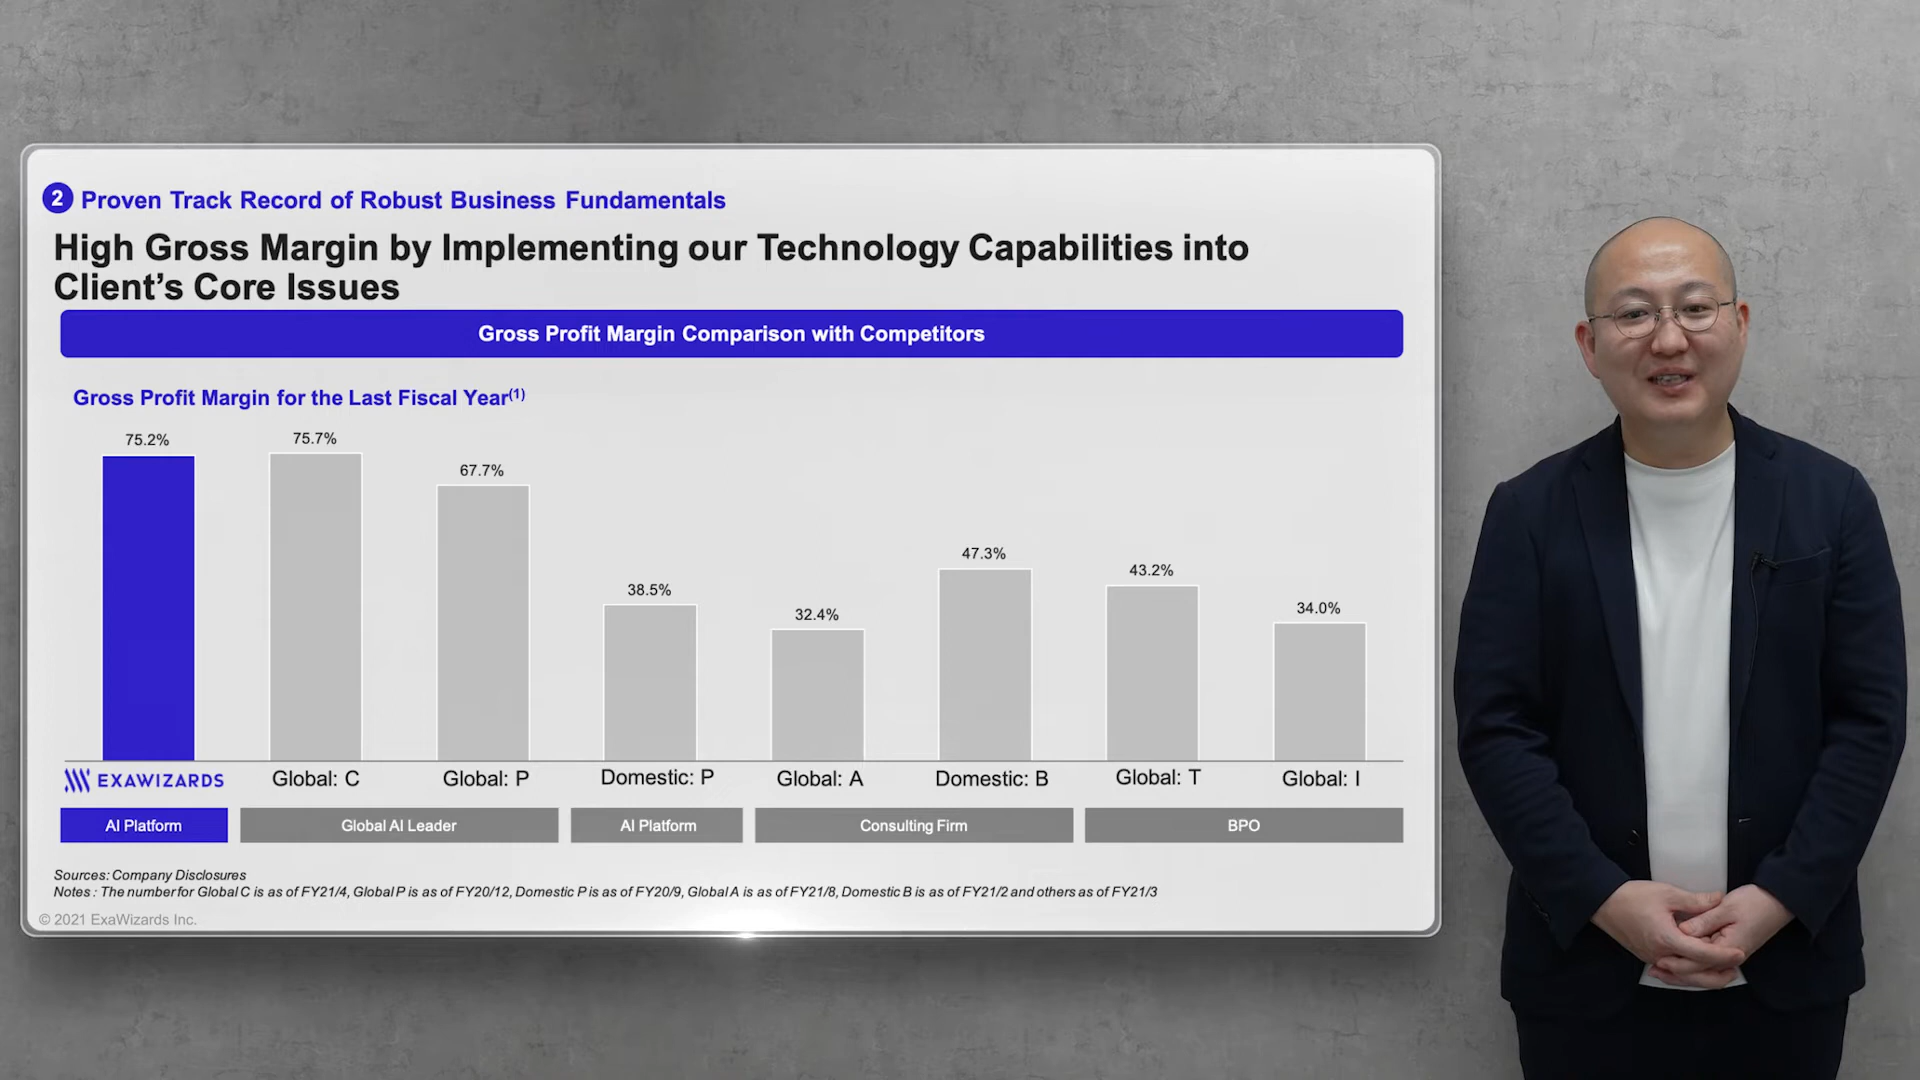 2 Proven Track Record of Robust Business Fundamentals
High Gross Margin by Implementing our Technology Capabilities into
Client’s Core Issues
Gross Profit Margin Comparison with Competitors
Gross Profit Margin for the Last Fiscal Year(1)
75.2%
75.7%
67.7%
38.5%
32.4%
47.3%
43.2%
34.0%
EXAWIZARDS
Global: C
Global: P
Domestic: P
Global: A
Domestic: B
Global: T
Global: I
AI Platform
Global AI Leader
AI Platform
Consulting Firm
BPO
Sources: Company Disclosures
Notes : The number for Global C is as of FY21/4, Global P is as of FY20/12, Domestic P is as of FY20/9, Global A is as of FY21/8, Domestic B is as of FY21/2 and others as of FY21/3
© 2021 ExaWizards Inc.